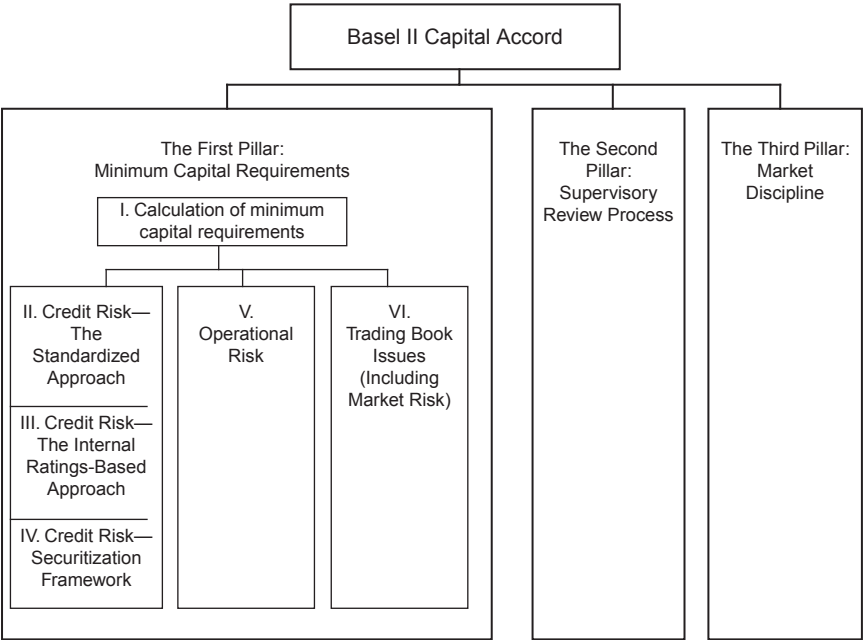 Basel II Capital Accord
The First Pillar:
Minimum Capital Requirements
I. Calculation of minimum
capital requirements
II. Credit Risk—
The
Standardized
Approach
III. Credit Risk—
The Internal
Ratings-Based
Approach
IV. Credit Risk—
Securitization
Framework
V.
Operational
Risk
VI.
Trading Book
Issues
(Including
Market Risk)
The Second
Pillar:
Supervisory
Review Process
The Third Pillar:
Market
Discipline